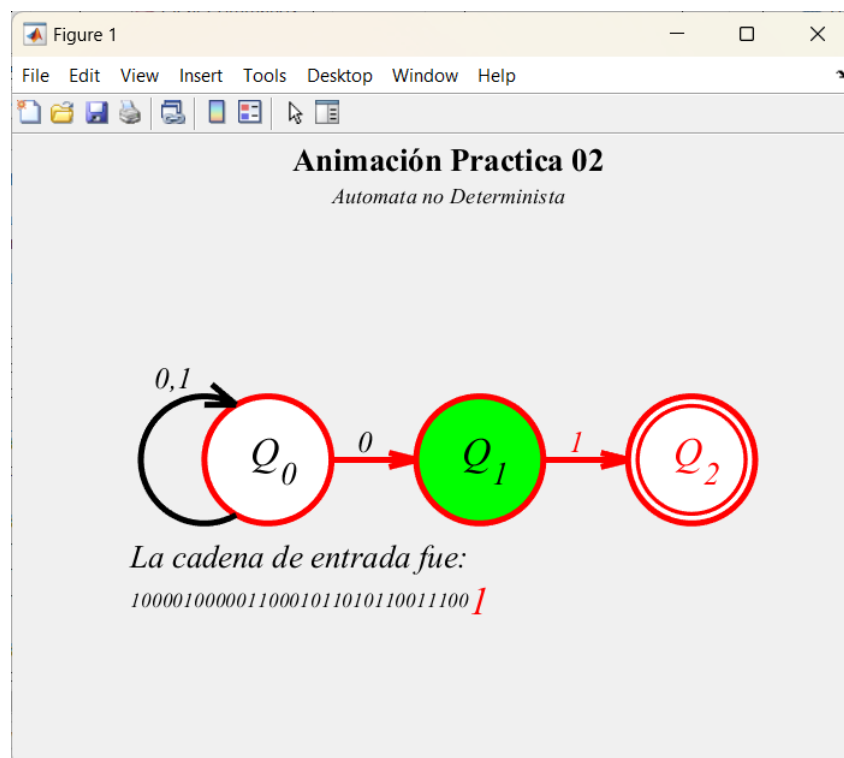 Figure 1
File Edit View Insert Tools Desktop Window Help
Animación Practica 02
Automata no Determinista
0,1
Q0 0 Q1 1 Q2
La cadena de entrada fue:
10000100000110001011010110011100 1